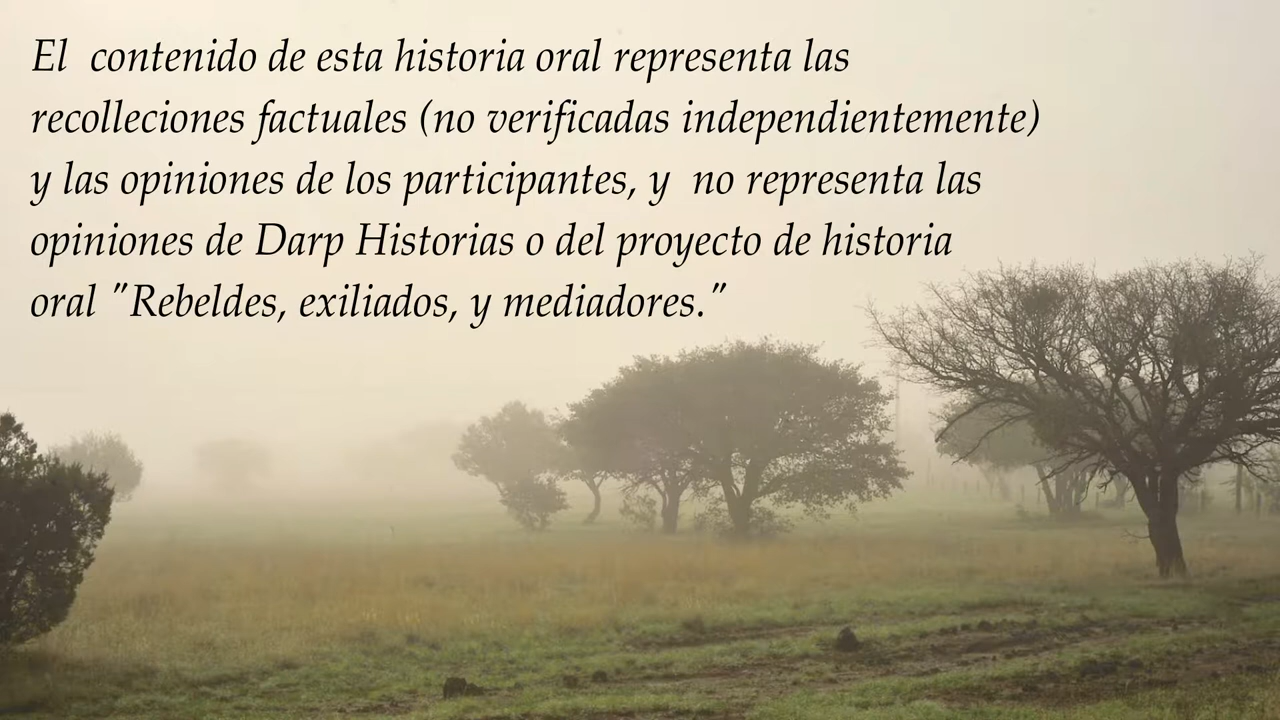 El contenido de esta historia oral representa las
recolleciones factuales (no verificadas independientemente)
y las opiniones de los participantes, y no representa las
opiniones de Darp Historias o del proyecto de historia
oral "Rebeldes, exiliados, y mediadores."